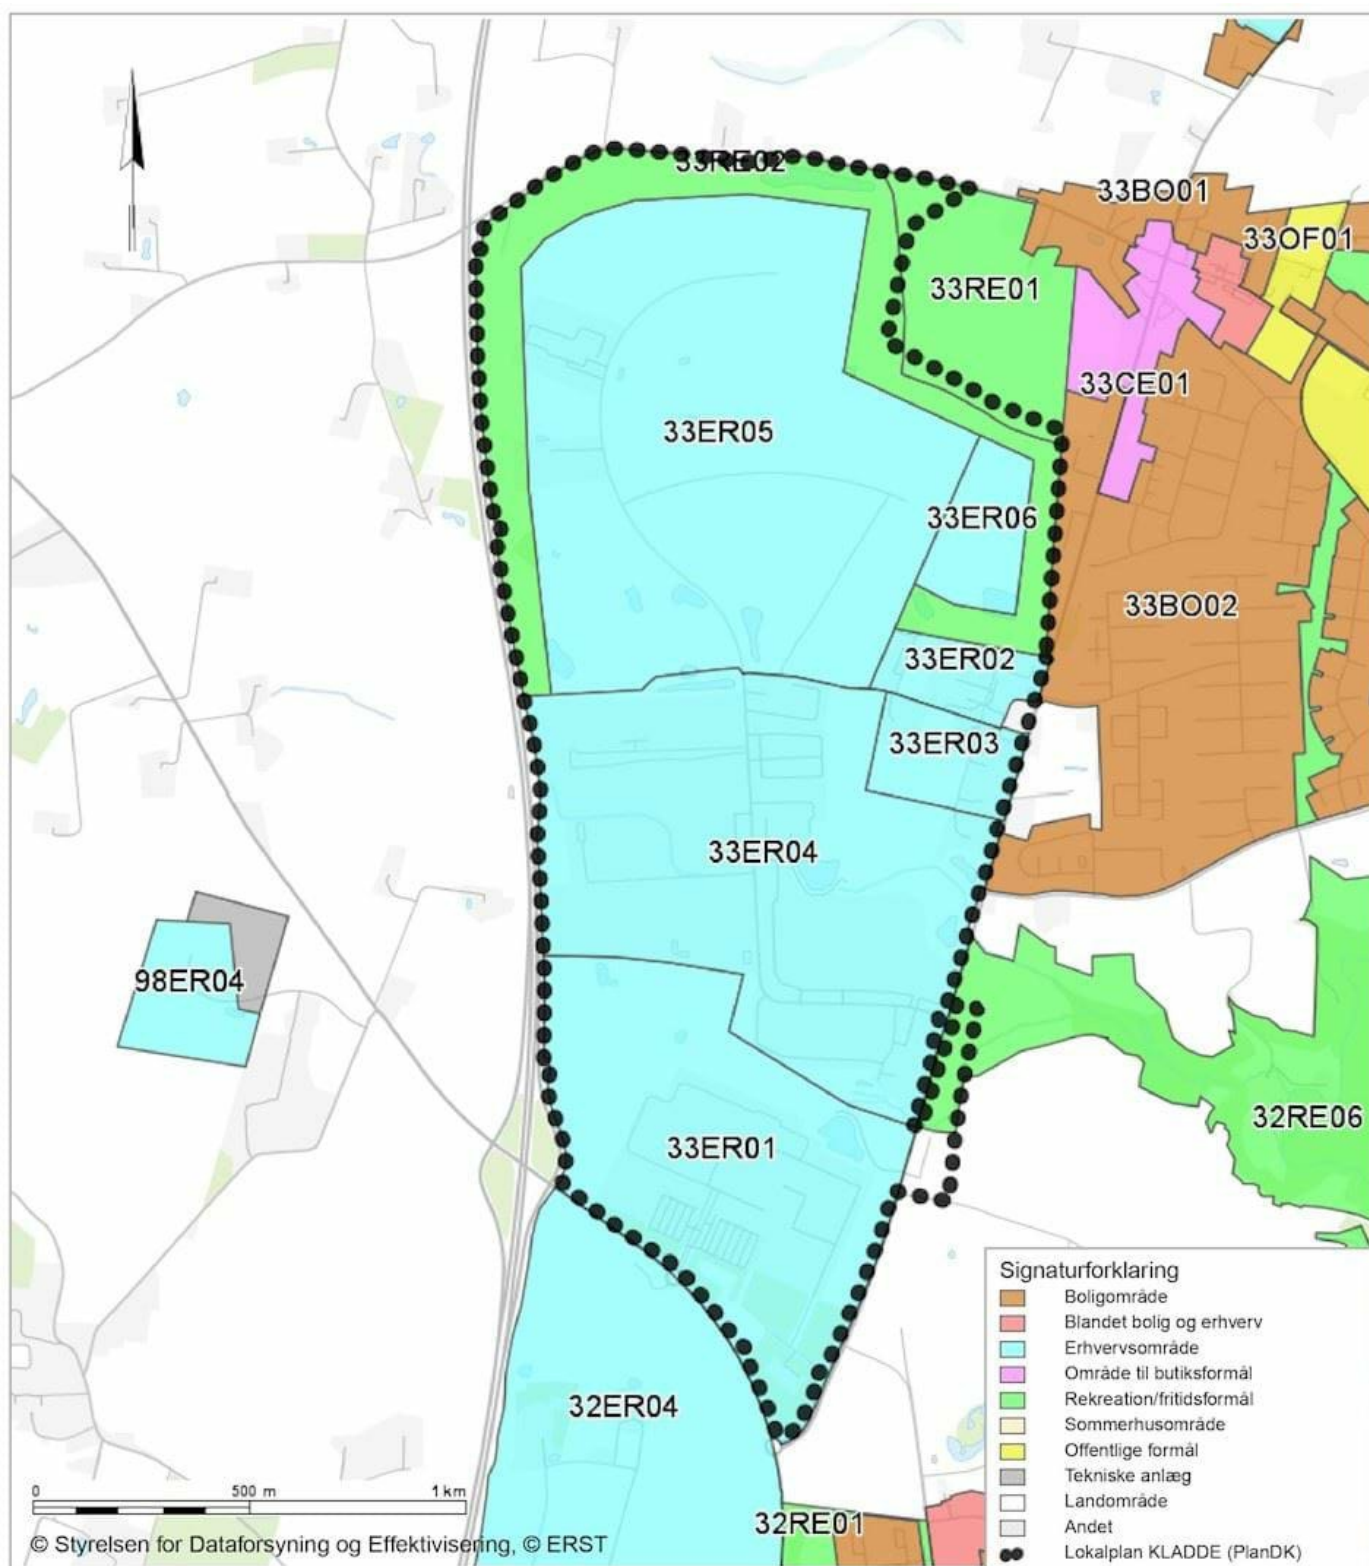 33RE02
33BO01
33OF01
33RE01
33CE01
33ER05
33ER06
33BO02
33ER02
33ER03
33ER04
98ER04
32RE06
33ER01
32ER04
32RE01
Signaturforklaring
Boligområde
Blandet bolig og erhverv
Erhvervsområde
Område til butiksformål
Rekreation/fritidsformål
Sommerhusområde
Offentlige formål
Tekniske anlæg
Landområde
Andet
Lokalplan KLADDE (PlanDK)
0 500 m 1 km
© Styrelsen for Dataforsyning og Effektivisering, © ERST